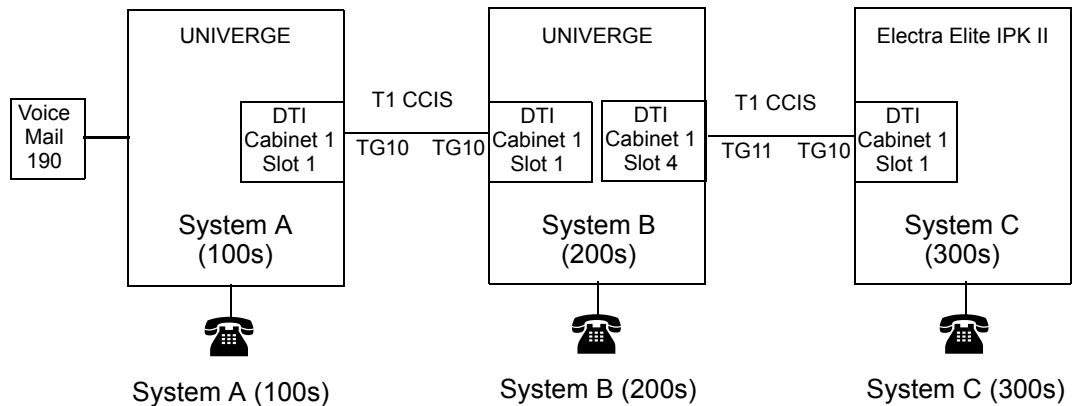 UNIVERGE
UNIVERGE
Electra Elite IPK II
Voice
Mail
190
DTI
Cabinet 1
Slot 1
T1 CCIS
TG10
TG10
DTI
Cabinet 1
Slot 1
DTI
Cabinet 1
Slot 4
T1 CCIS
TG11
TG10
DTI
Cabinet 1
Slot 1
System A
(100s)
System B
(200s)
System C
(300s)
System A (100s)
System B (200s)
System C (300s)